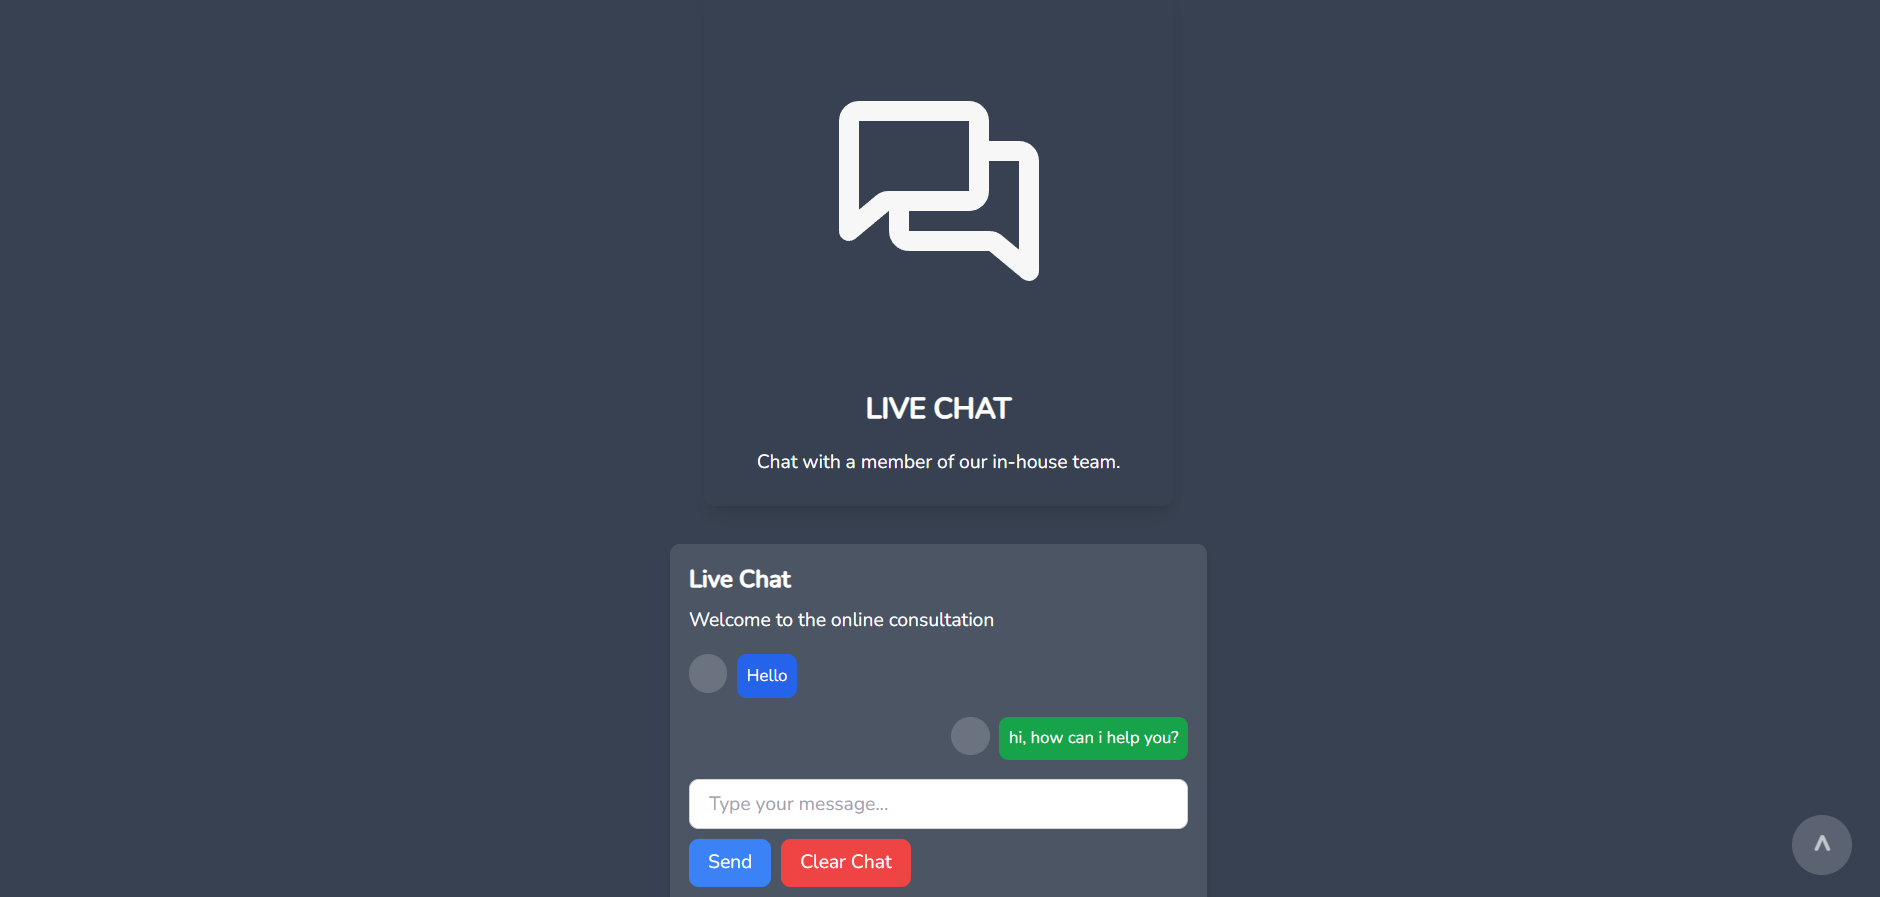 LIVE CHAT
Chat with a member of our in-house team.
Live Chat
Welcome to the online consultation
Hello
hi, how can i help you?
Type your message...
Send Clear Chat
^